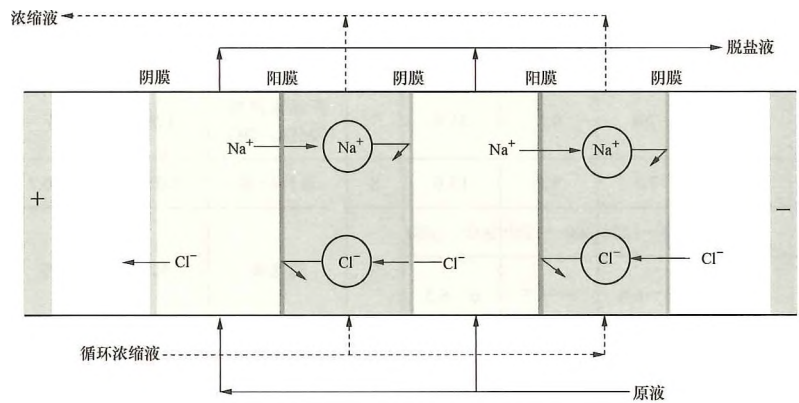 浓缩液
脱盐液
阴膜 阳膜 阴膜 阳膜 阴膜
Na⁺ Na⁺ Na⁺ Na⁺
+ −
Cl⁻ Cl⁻ Cl⁻ Cl⁻ Cl⁻
循环浓缩液
原液